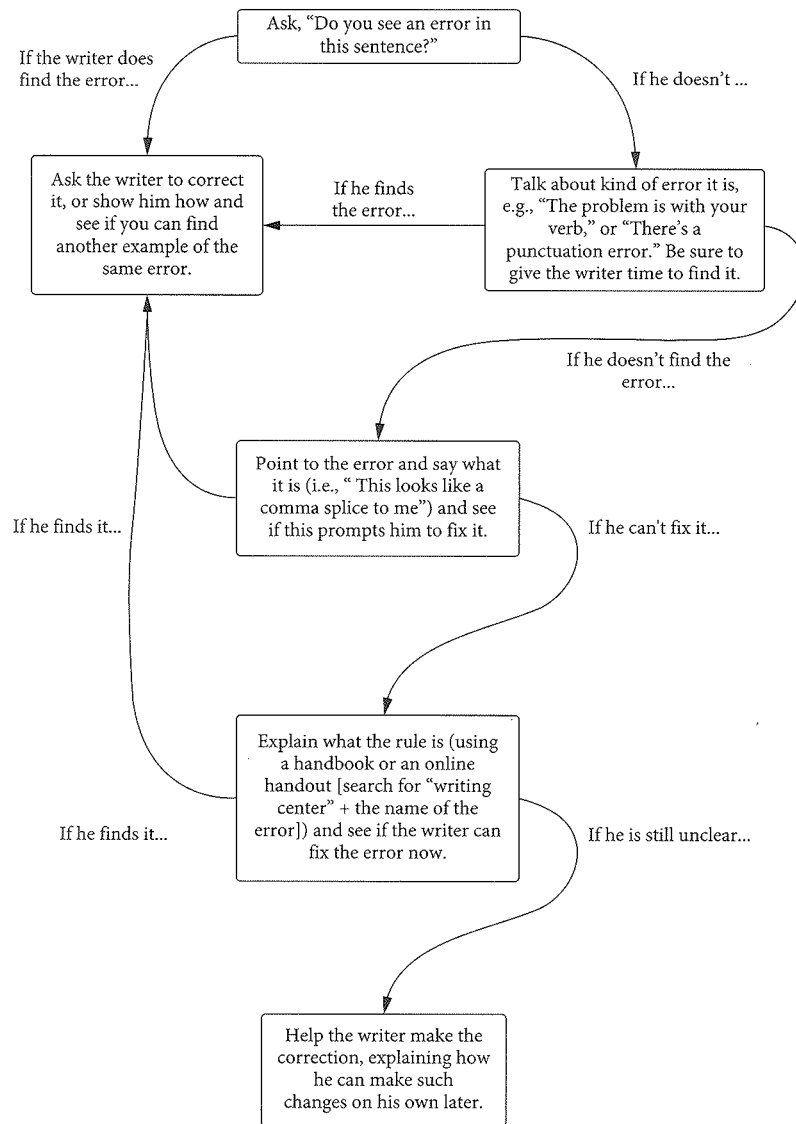 Ask, “Do you see an error in
this sentence?”
If the writer does
find the error...
If he doesn't ...
Ask the writer to correct
it, or show him how and
see if you can find
another example of the
same error.
If he finds
the error...
Talk about kind of error it is,
e.g., “The problem is with your
verb,” or “There’s a
punctuation error.” Be sure to
give the writer time to find it.
If he doesn't find the
error...
Point to the error and say what
it is (i.e., “ This looks like a
comma splice to me”) and see
if this prompts him to fix it.
If he finds it...
If he can't fix it...
Explain what the rule is (using
a handbook or an online
handout [search for “writing
center” + the name of the
error]) and see if the writer can
fix the error now.
If he finds it...
If he is still unclear...
Help the writer make the
correction, explaining how
he can make such
changes on his own later.